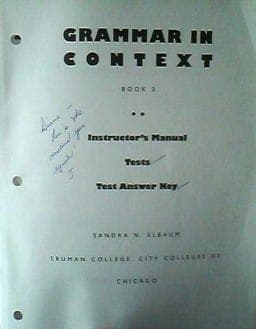 GRAMMAR IN
CONTEXT
BOOK 2
Instructor's Manual
Tests
Test Answer Key
Duane –
J
SANDRA N. ELBAUM
TRUMAN COLLEGE, CITY COLLEGES OF
CHICAGO